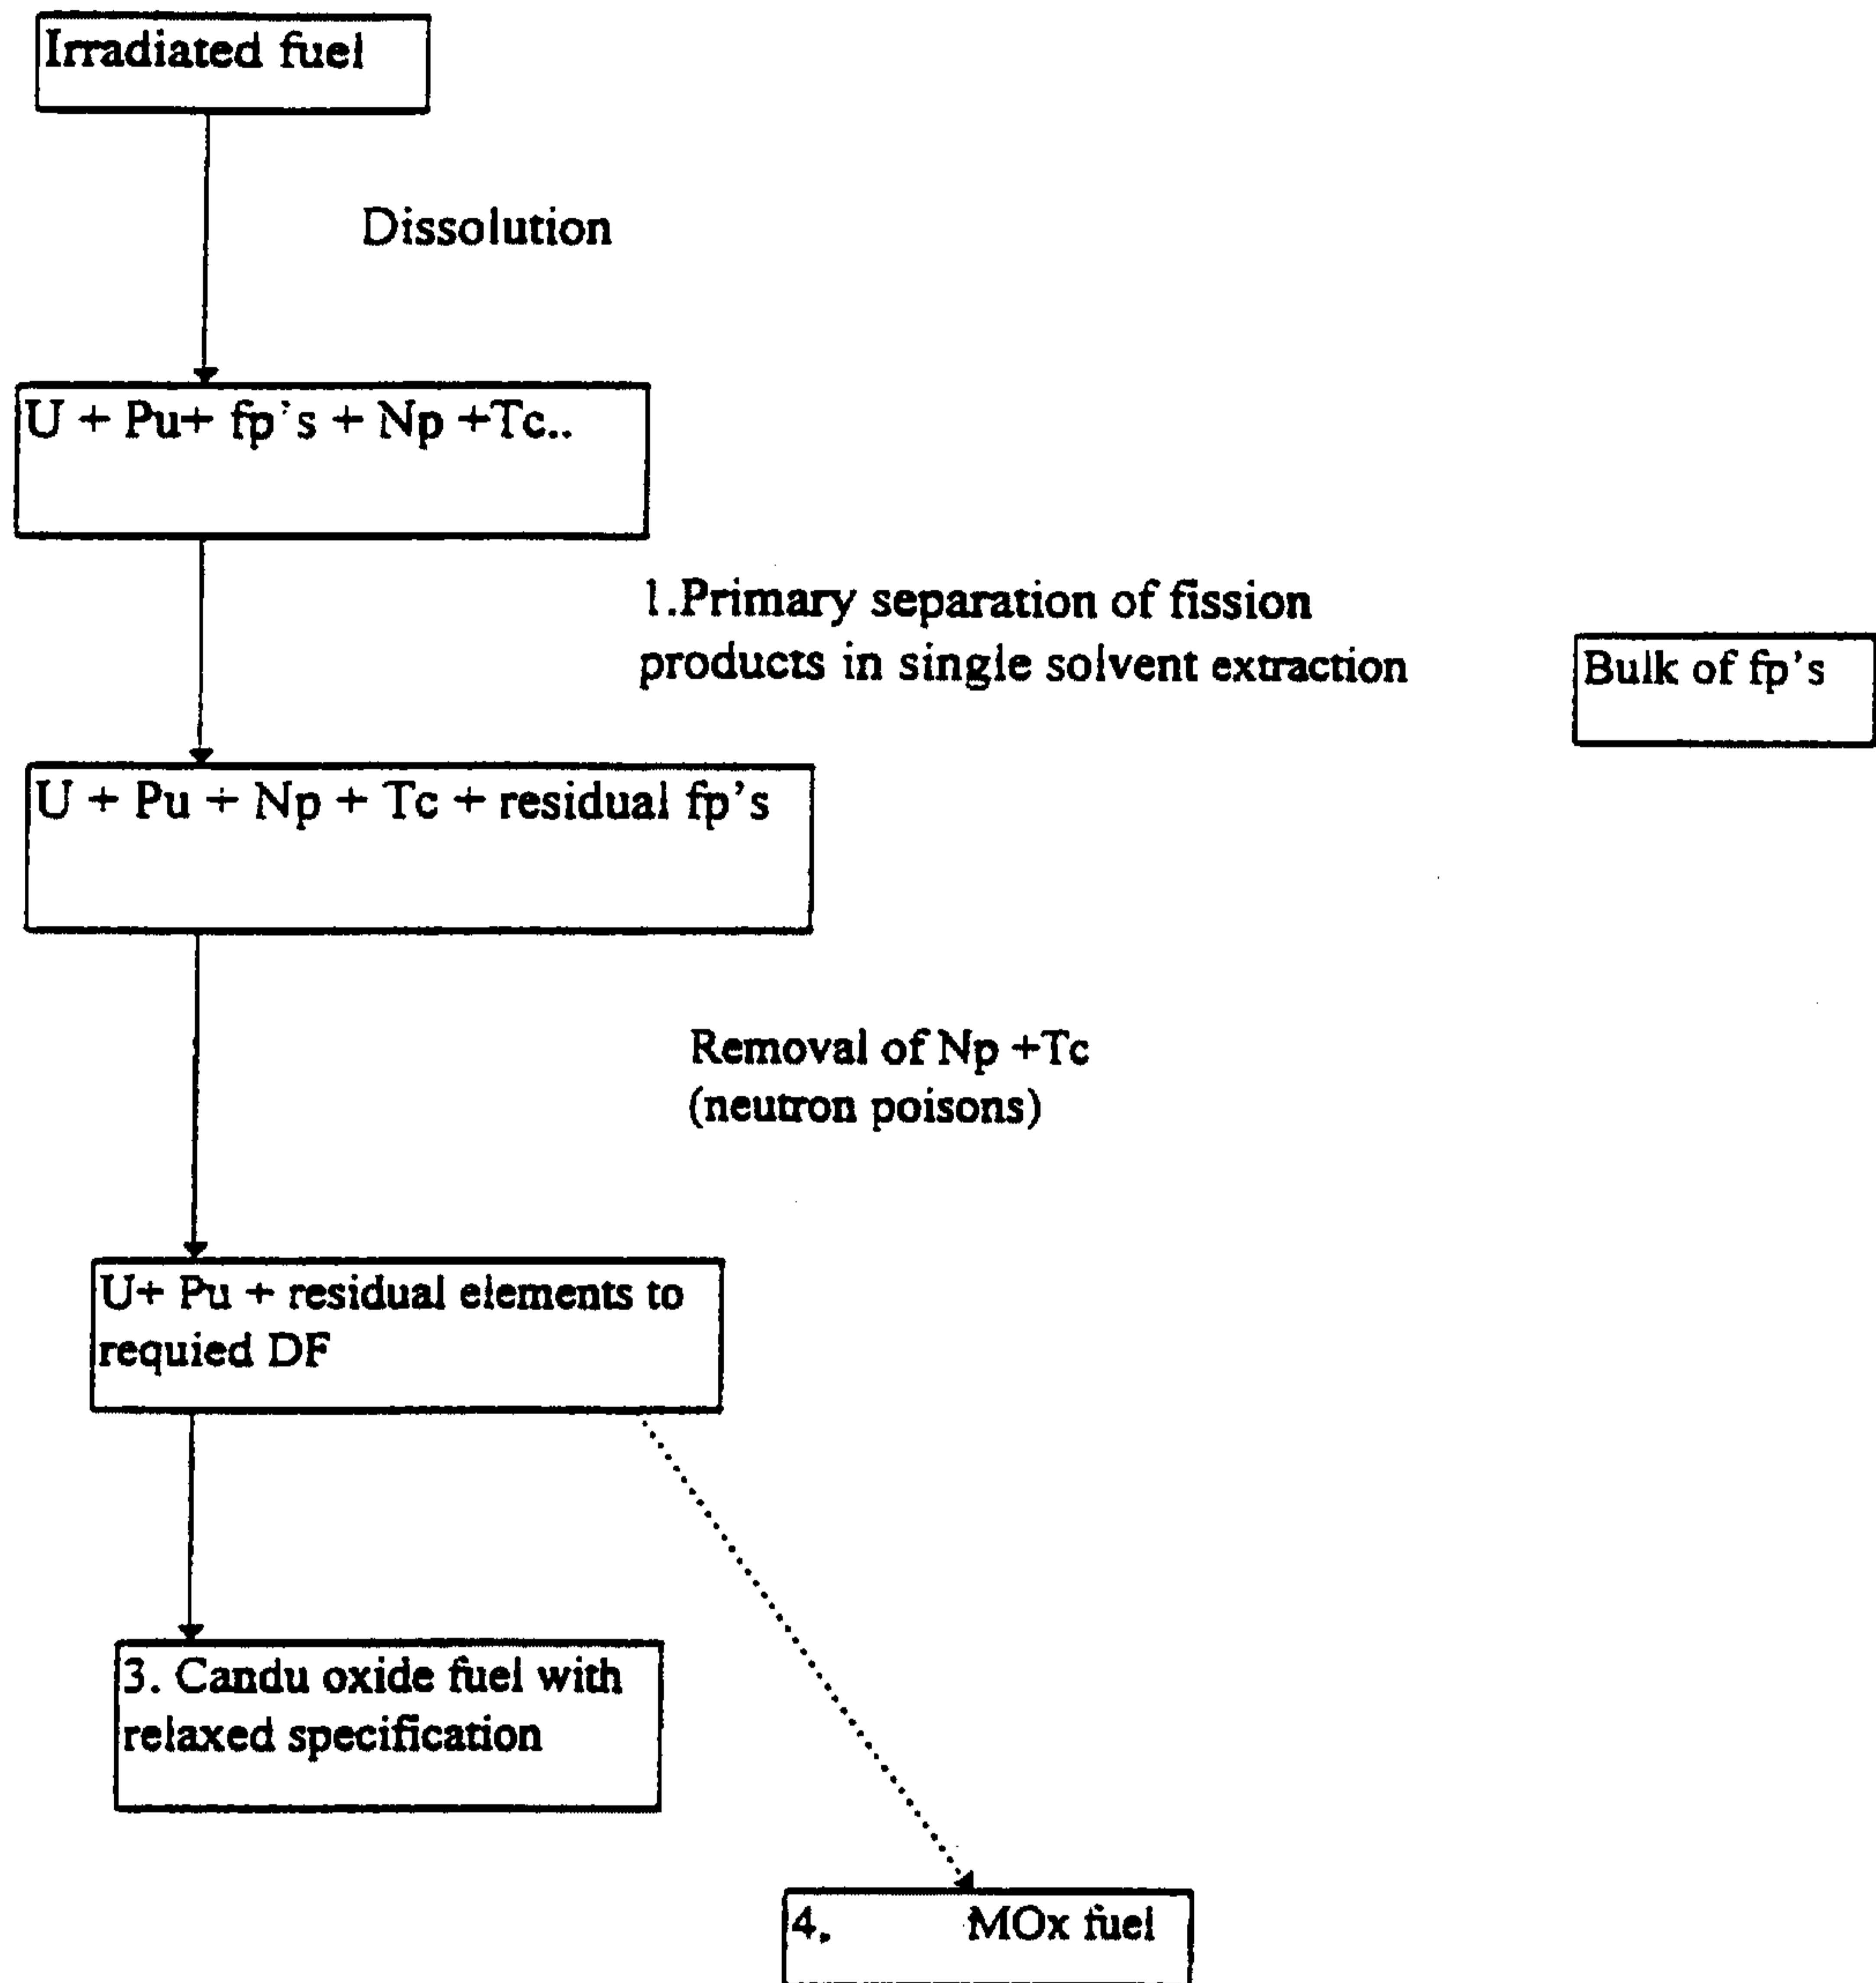 Irradiated fuel
Dissolution
U + Pu+ fp's + Np +Tc..
1.Primary separation of fission
products in single solvent extraction
Bulk of fp's
U + Pu + Np + Tc + residual fp's
Removal of Np +Tc
(neutron poisons)
U+ Pu + residual elements to
requied DF
3. Candu oxide fuel with
relaxed specification
4. MOx fuel